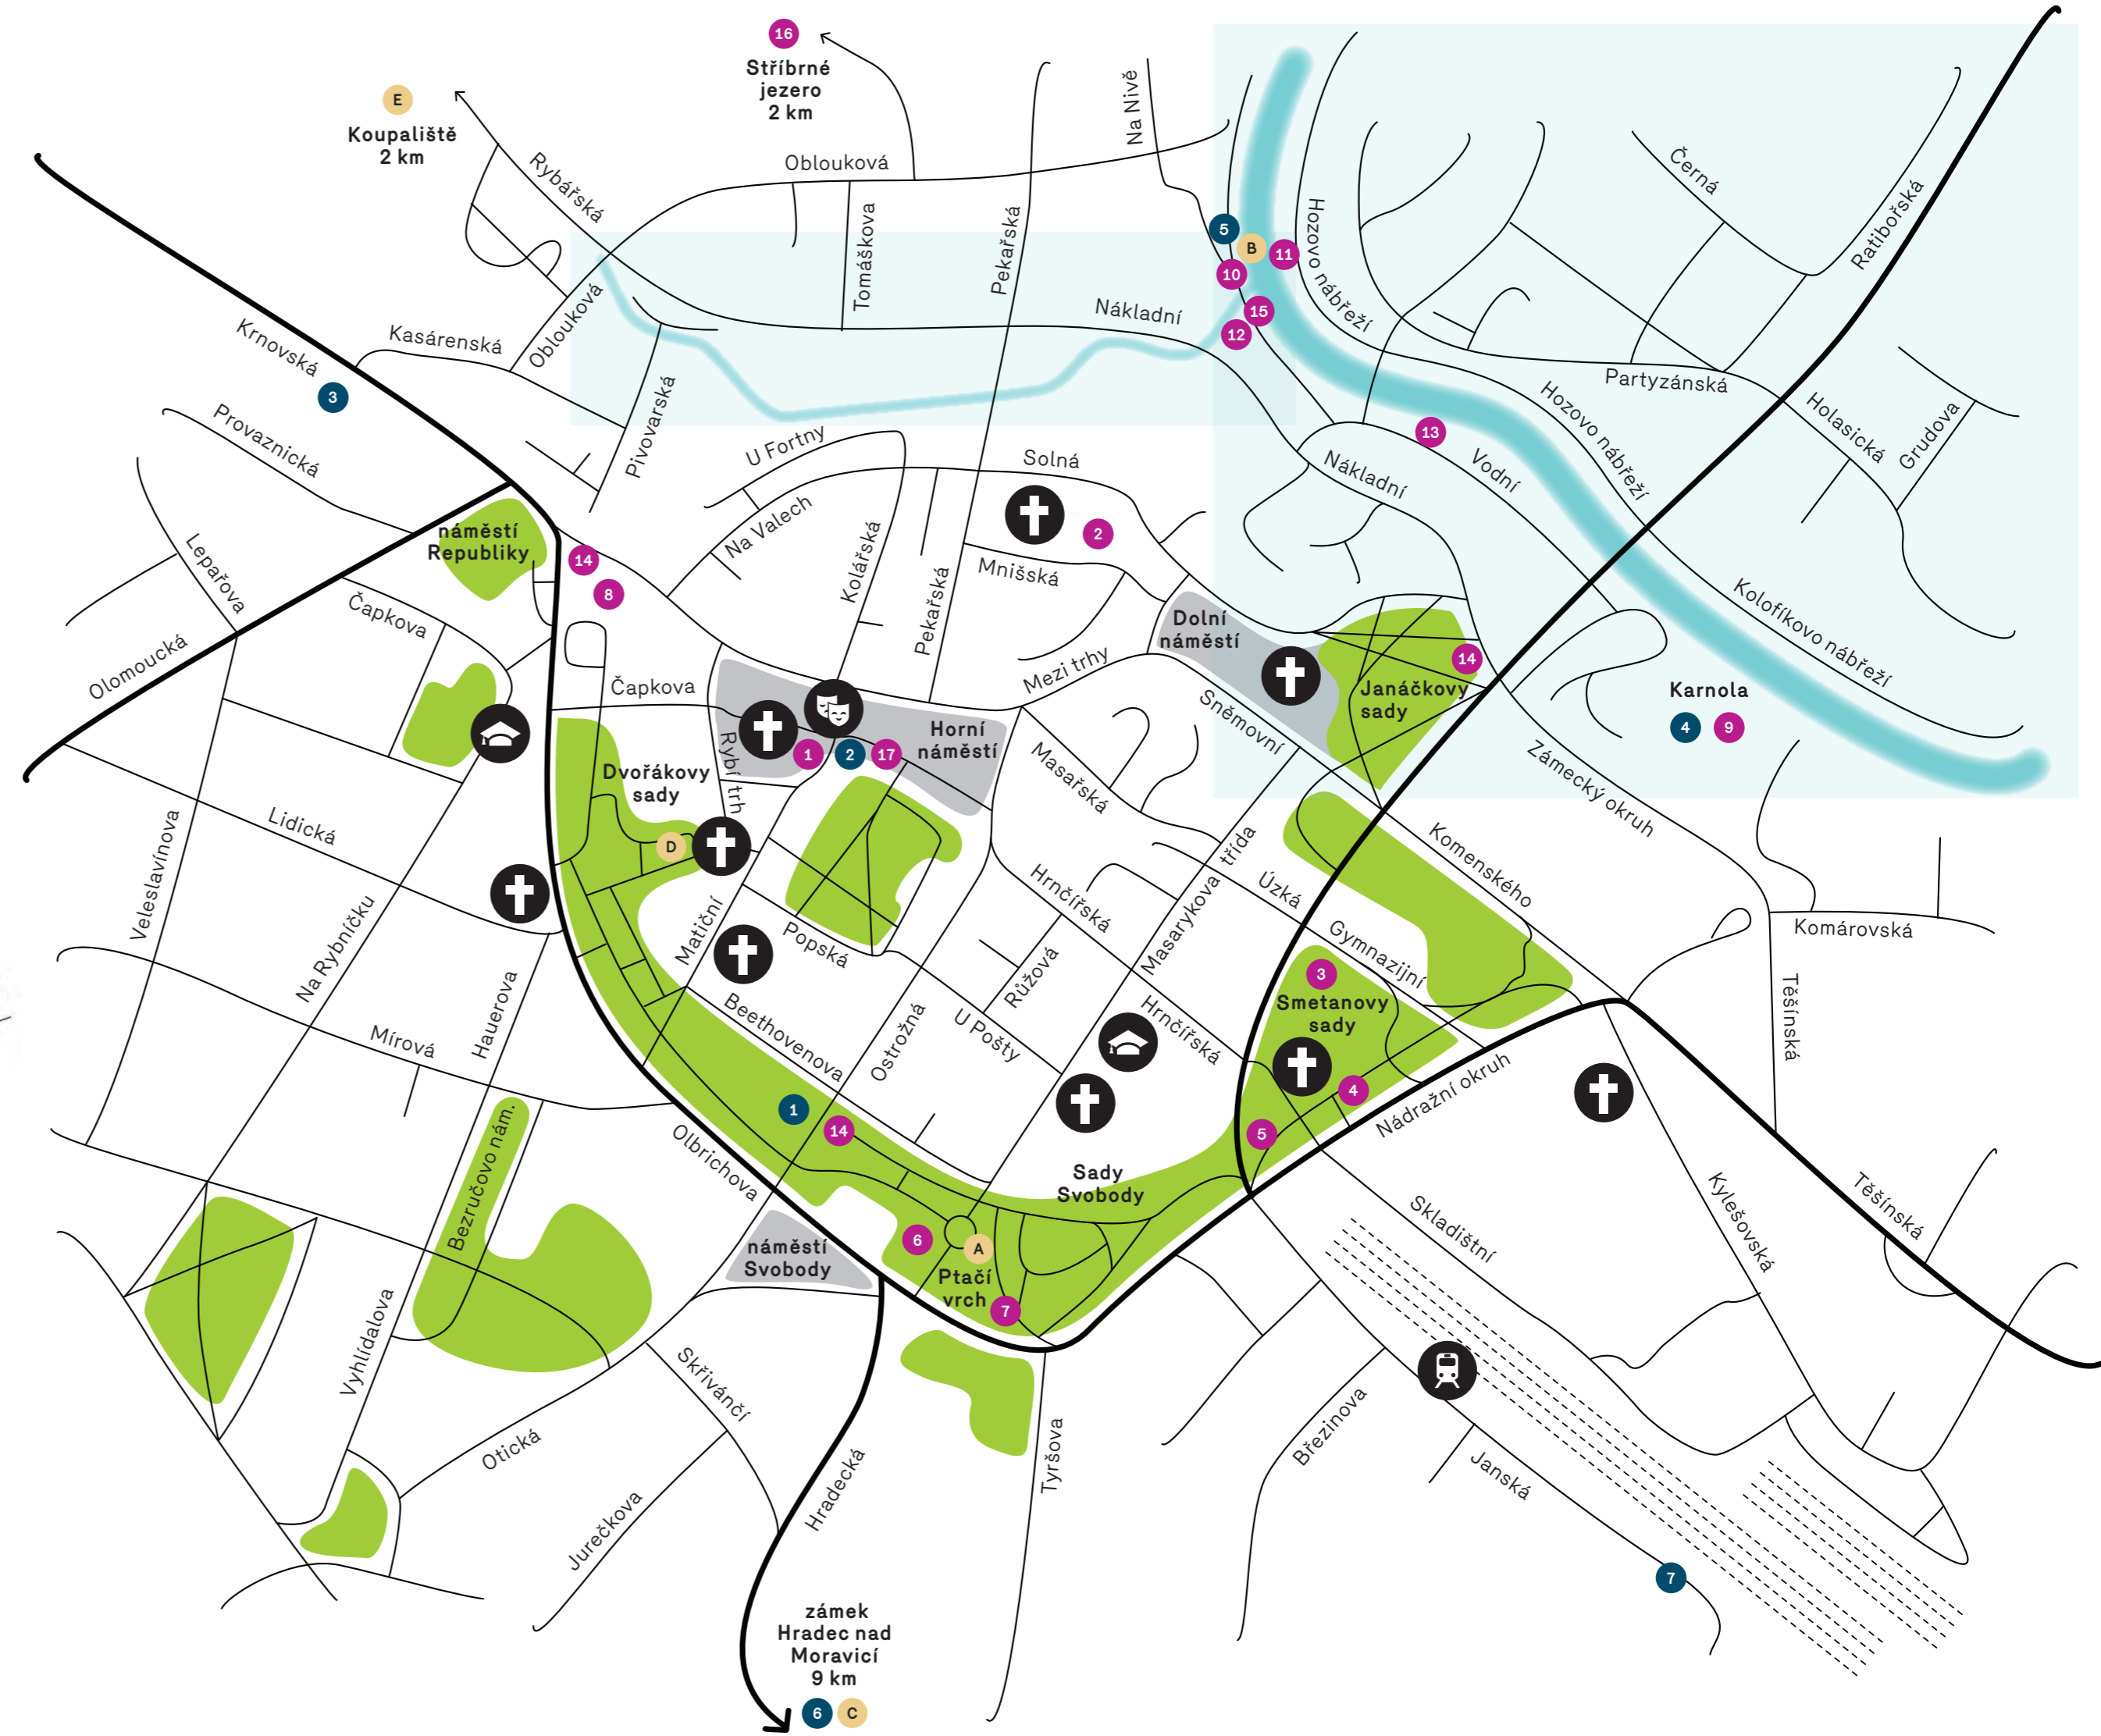 16
Stříbrné
jezero
2 km
E
Koupaliště
2 km
Na Nivě
Oblouková
Rybářská
Tomáškova
Pekařská
Černá
Ratibořská
Hozovo nábřeží
5
B
11
10
15
12
Nákladní
Oblouková
Kasárenská
Krnovská
3
Provaznická
Pivovarská
U Fortny
Solná
Na Valech
Kolářská
Pekařská
2
Mnišská
Nákladní
13
Vodní
Hozovo nábřeží
Partyzánská
Holasická
Grudova
Kolofíkovo nábřeží
náměstí
Republiky
14
8
Lepařova
Čapkova
Olomoucká
Čapkova
Dolní
náměstí
Mezi trhy
Sněmovní
14
Janáčkovy
sady
Karnola
4
9
Zámecký okruh
Horní
náměstí
1
2
17
Rybí trh
Dvořákovy
sady
D
Masařská
Lidická
Veleslavínova
Na Rybníčku
Matiční
Popská
Hrnčířská
Masarykova třída
Úzká
Komenského
Gymnazijní
Komárovská
Těšínská
3
Smetanovy
sady
4
5
Hrnčířská
Růžová
U Pošty
Ostrožná
Beethovenova
Hauerova
Mírová
Nádražní okruh
1
14
Olbrichova
Bezručovo nám.
Sady
Svobody
6
A
Ptačí
vrch
7
náměstí
Svobody
Skladištní
Kylešovská
Těšínská
Vyhlídalova
Skřivánčí
Otická
Jurečkova
Hradecká
Tyršova
Březinova
Janská
7
zámek
Hradec nad
Moravicí
9 km
6
C